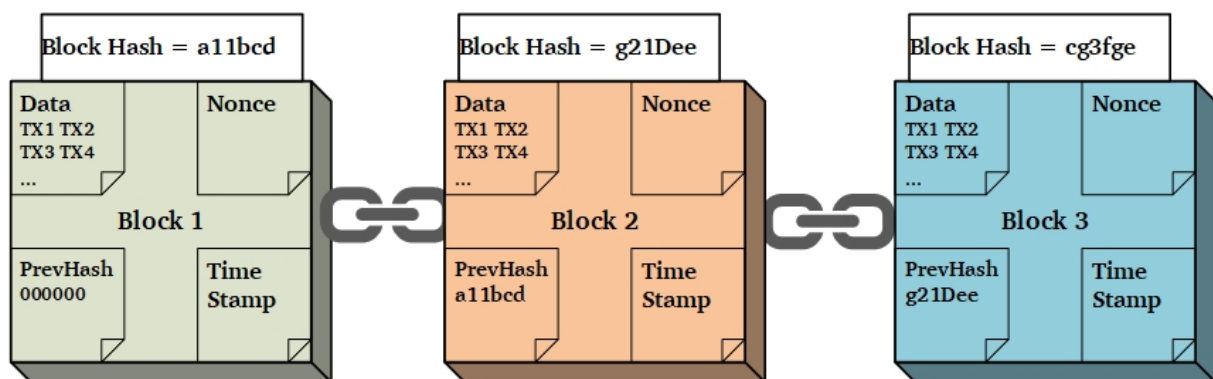 Block Hash = a11bcd
Data
TX1 TX2
TX3 TX4
...
Nonce
Block 1
PrevHash
000000
Time
Stamp
Block Hash = g21Dee
Data
TX1 TX2
TX3 TX4
...
Nonce
Block 2
PrevHash
a11bcd
Time
Stamp
Block Hash = cg3fge
Data
TX1 TX2
TX3 TX4
...
Nonce
Block 3
PrevHash
g21Dee
Time
Stamp